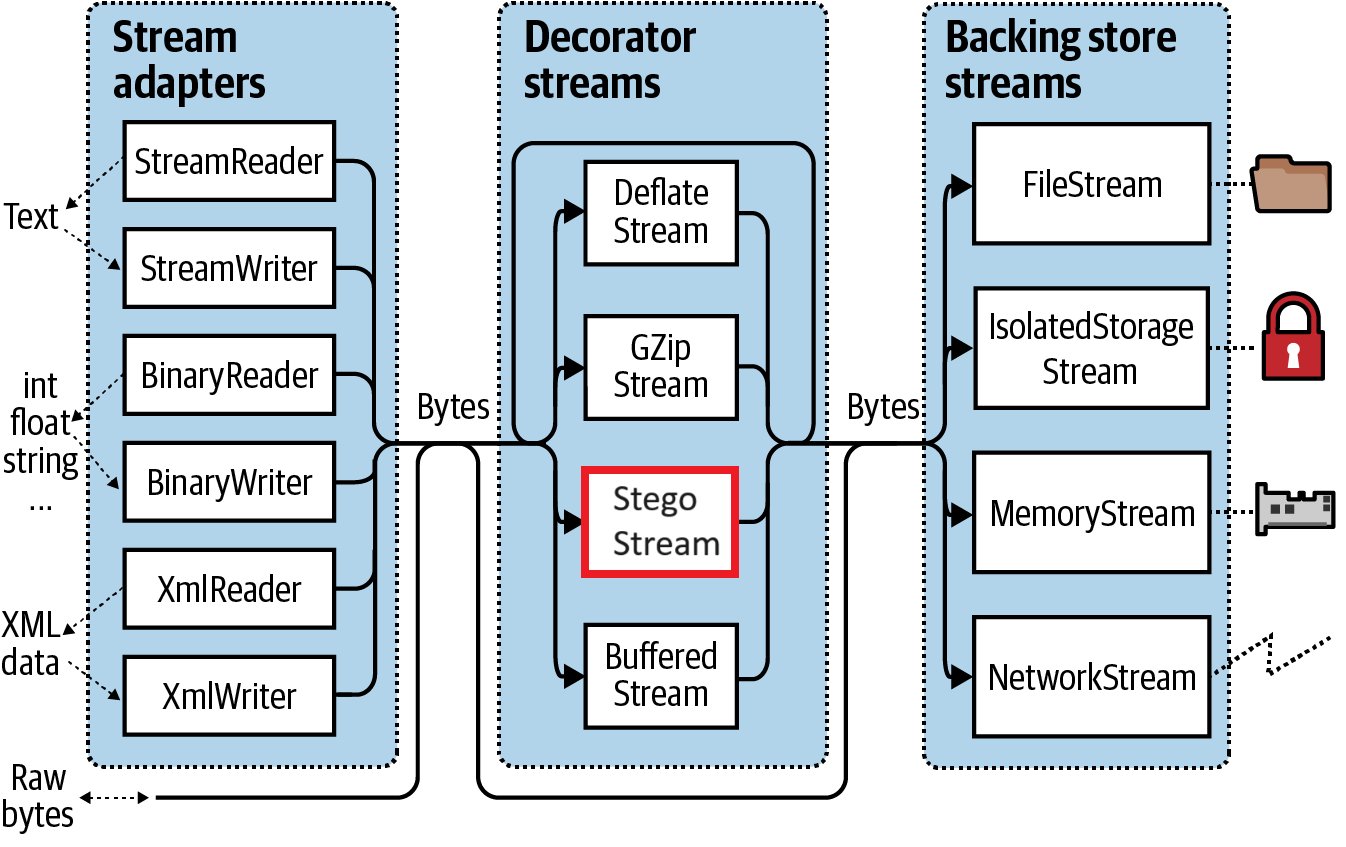 Stream
adapters
StreamReader
StreamWriter
BinaryReader
BinaryWriter
XmlReader
XmlWriter
Text
int
float
string
...
XML
data
Raw
bytes
Bytes
Decorator
streams
Deflate
Stream
GZip
Stream
Stego
Stream
Buffered
Stream
Bytes
Backing store
streams
FileStream
IsolatedStorage
Stream
MemoryStream
NetworkStream